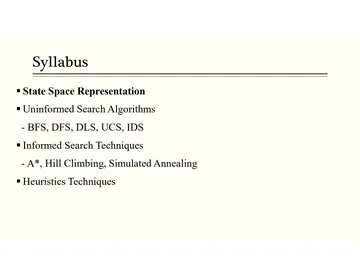 Syllabus
▪ State Space Representation
▪ Uninformed Search Algorithms
- BFS, DFS, DLS, UCS, IDS
▪ Informed Search Techniques
- A*, Hill Climbing, Simulated Annealing
▪ Heuristics Techniques